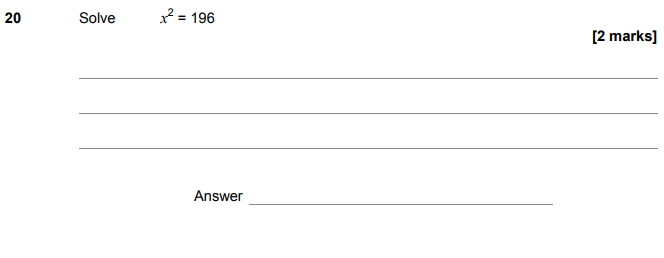 20 Solve x² = 196
[2 marks]
Answer